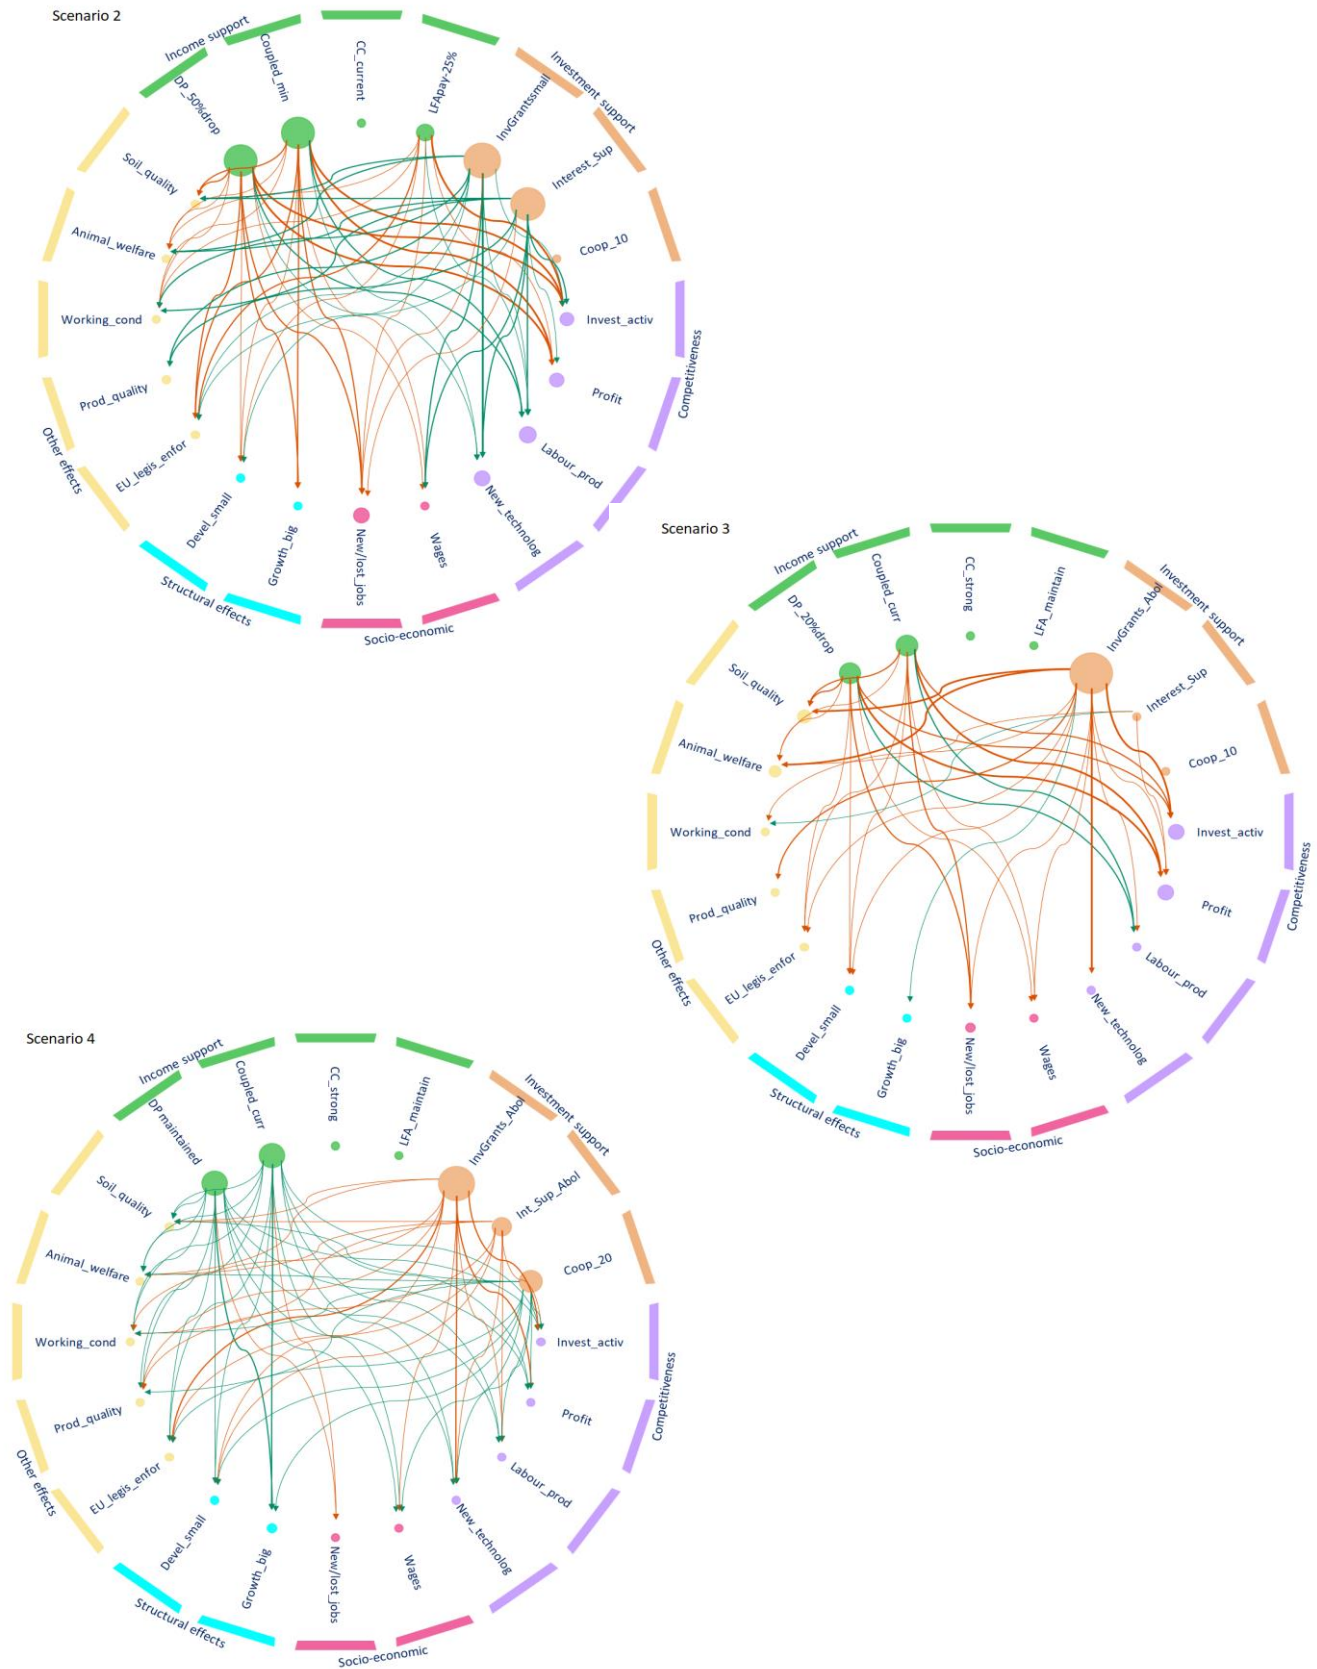 Scenario 2
Income support
Investment support
DP_50%drop
Coupled_min
CC_current
LFApay-25%
InvGrantssmall
Interest_Sup
Coop_10
Invest_activ
Profit
Labour_prod
New_technolog
Wages
New/lost_jobs
Growth_big
Devel_small
EU_legis_enfor
Prod_quality
Working_cond
Animal_welfare
Soil_quality
Competitiveness
Socio-economic
Structural effects
Other effects
Scenario 3
Income support
Investment support
DP_20%drop
Coupled_curr
CC_strong
LFA_maintain
InvGrants_Abol
Interest_Sup
Coop_10
Invest_activ
Profit
Labour_prod
New_technolog
Wages
New/lost_jobs
Growth_big
Devel_small
EU_legis_enfor
Prod_quality
Working_cond
Animal_welfare
Soil_quality
Competitiveness
Socio-economic
Structural effects
Other effects
Scenario 4
Income support
Investment support
DP maintained
Coupled_curr
CC_strong
LFA_maintain
InvGrants_Abol
Int_Sup_Abol
Coop_20
Invest_activ
Profit
Labour_prod
New_technolog
Wages
New/lost_jobs
Growth_big
Devel_small
EU_legis_enfor
Prod_quality
Working_cond
Animal_welfare
Soil_quality
Competitiveness
Socio-economic
Structural effects
Other effects